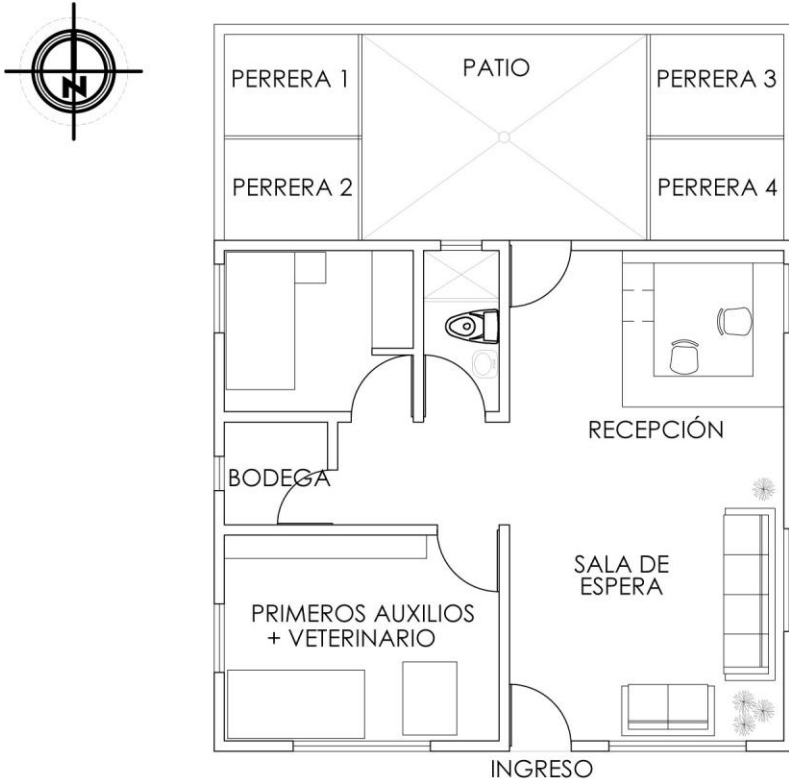 N
PERRERA 1
PATIO
PERRERA 3
PERRERA 2
PERRERA 4
RECEPCIÓN
BODEGA
SALA DE
ESPERA
PRIMEROS AUXILIOS
+ VETERINARIO
INGRESO